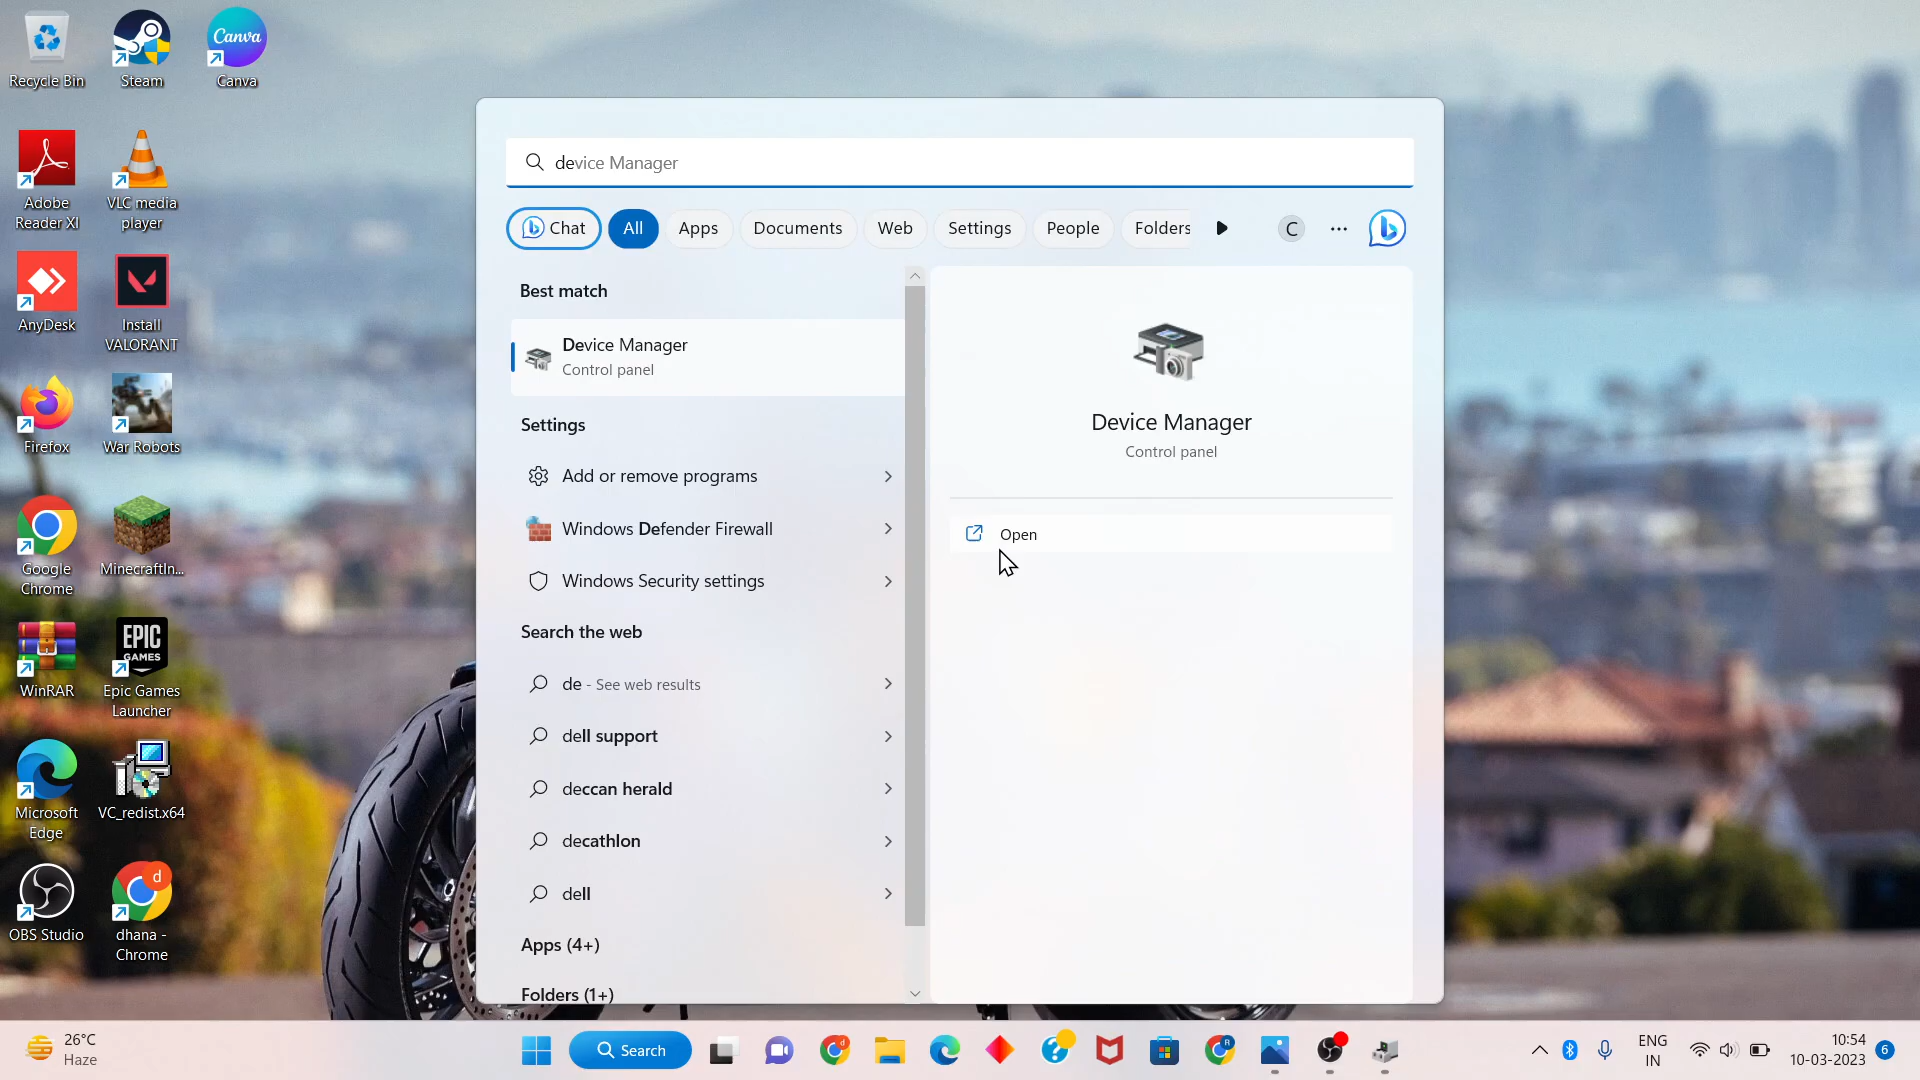 Recycle Bin
Steam
Canva
Canva
Adobe
Reader XI
VLC media
player
AnyDesk
Install
VALORANT
Firefox
War Robots
Google
Chrome
MinecraftIn...
WinRAR
EPIC
GAMES
Epic Games
Launcher
Microsoft
Edge
VC_redist.x64
OBS Studio
d
dhana -
Chrome
device Manager
Chat
All
Apps
Documents
Web
Settings
People
Folders
C
Best match
Device Manager
Control panel
Settings
Add or remove programs
Windows Defender Firewall
Windows Security settings
Search the web
de - See web results
dell support
deccan herald
decathlon
dell
Apps (4+)
Folders (1+)
Device Manager
Control panel
Open
26°C
Haze
Search
d
R
ENG
IN
10:54
10-03-2023
6